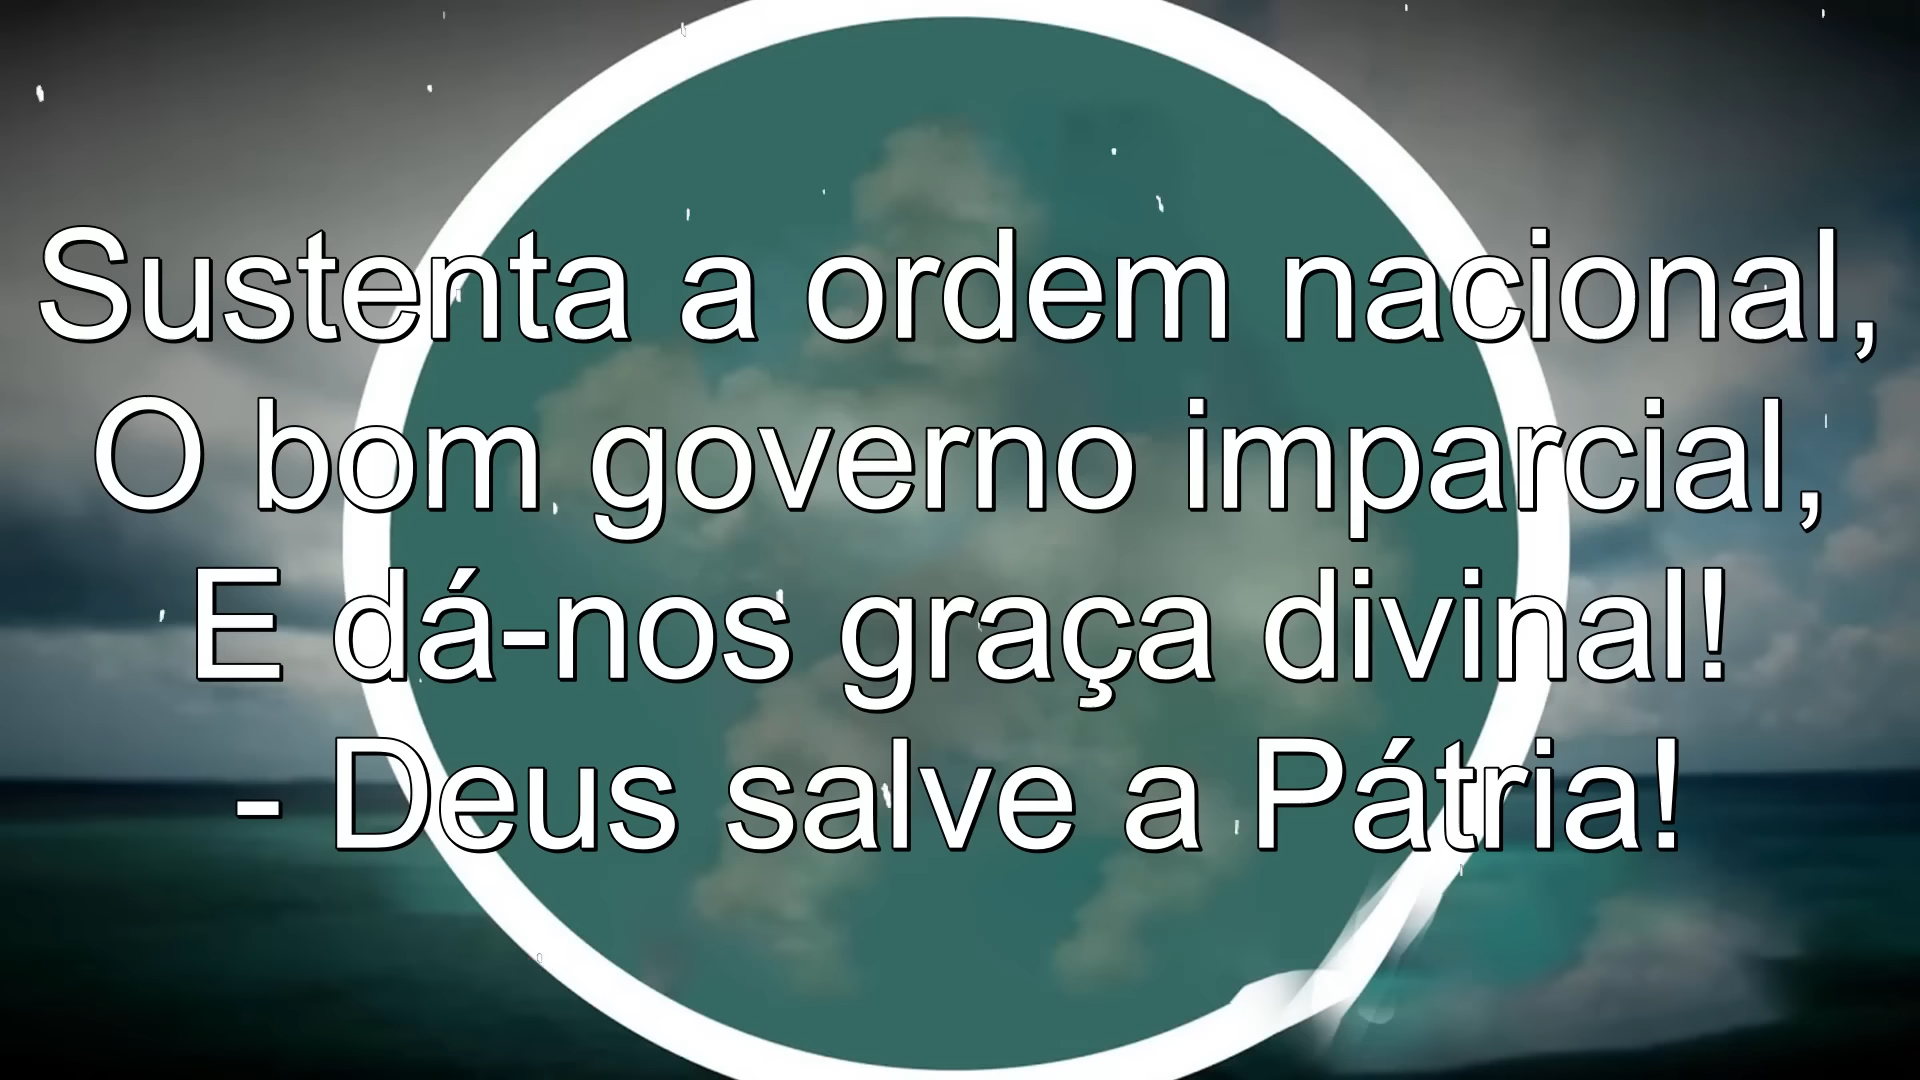 Sustenta a ordem nacional,
O bom governo imparcial,
E dá-nos graça divinal!
- Deus salve a Pátria!